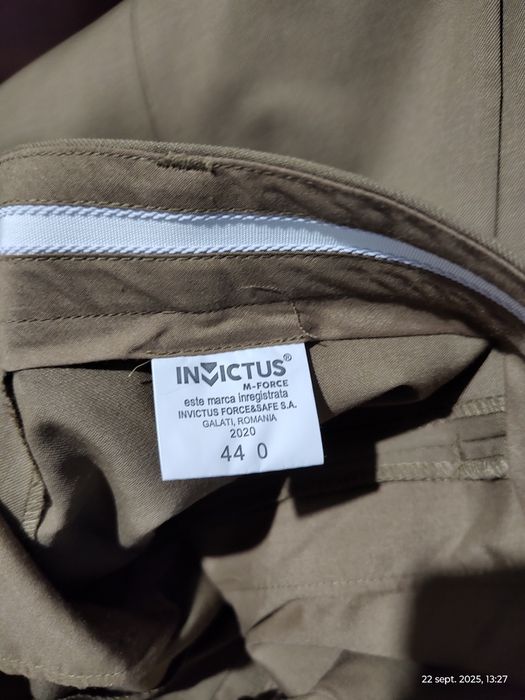 INVICTUS®
M-FORCE
este marca inregistrata
INVICTUS FORCE&SAFE S.A.
GALATI, ROMANIA
2020
44 0
22 sept. 2025, 13:27